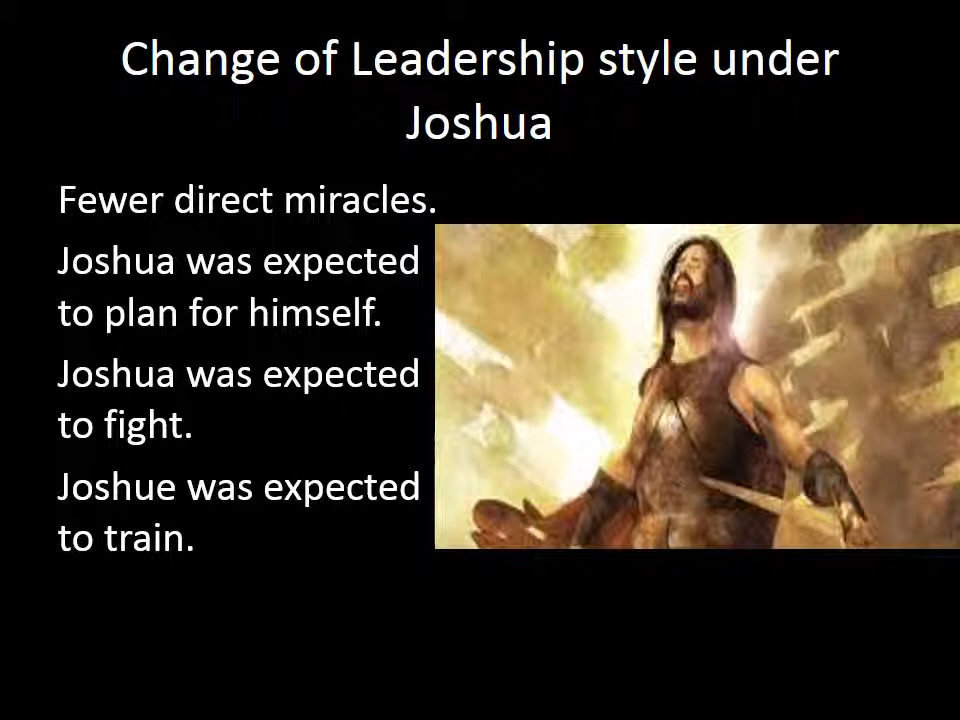 Change of Leadership style under
Joshua
Fewer direct miracles.
Joshua was expected
to plan for himself.
Joshua was expected
to fight.
Joshue was expected
to train.